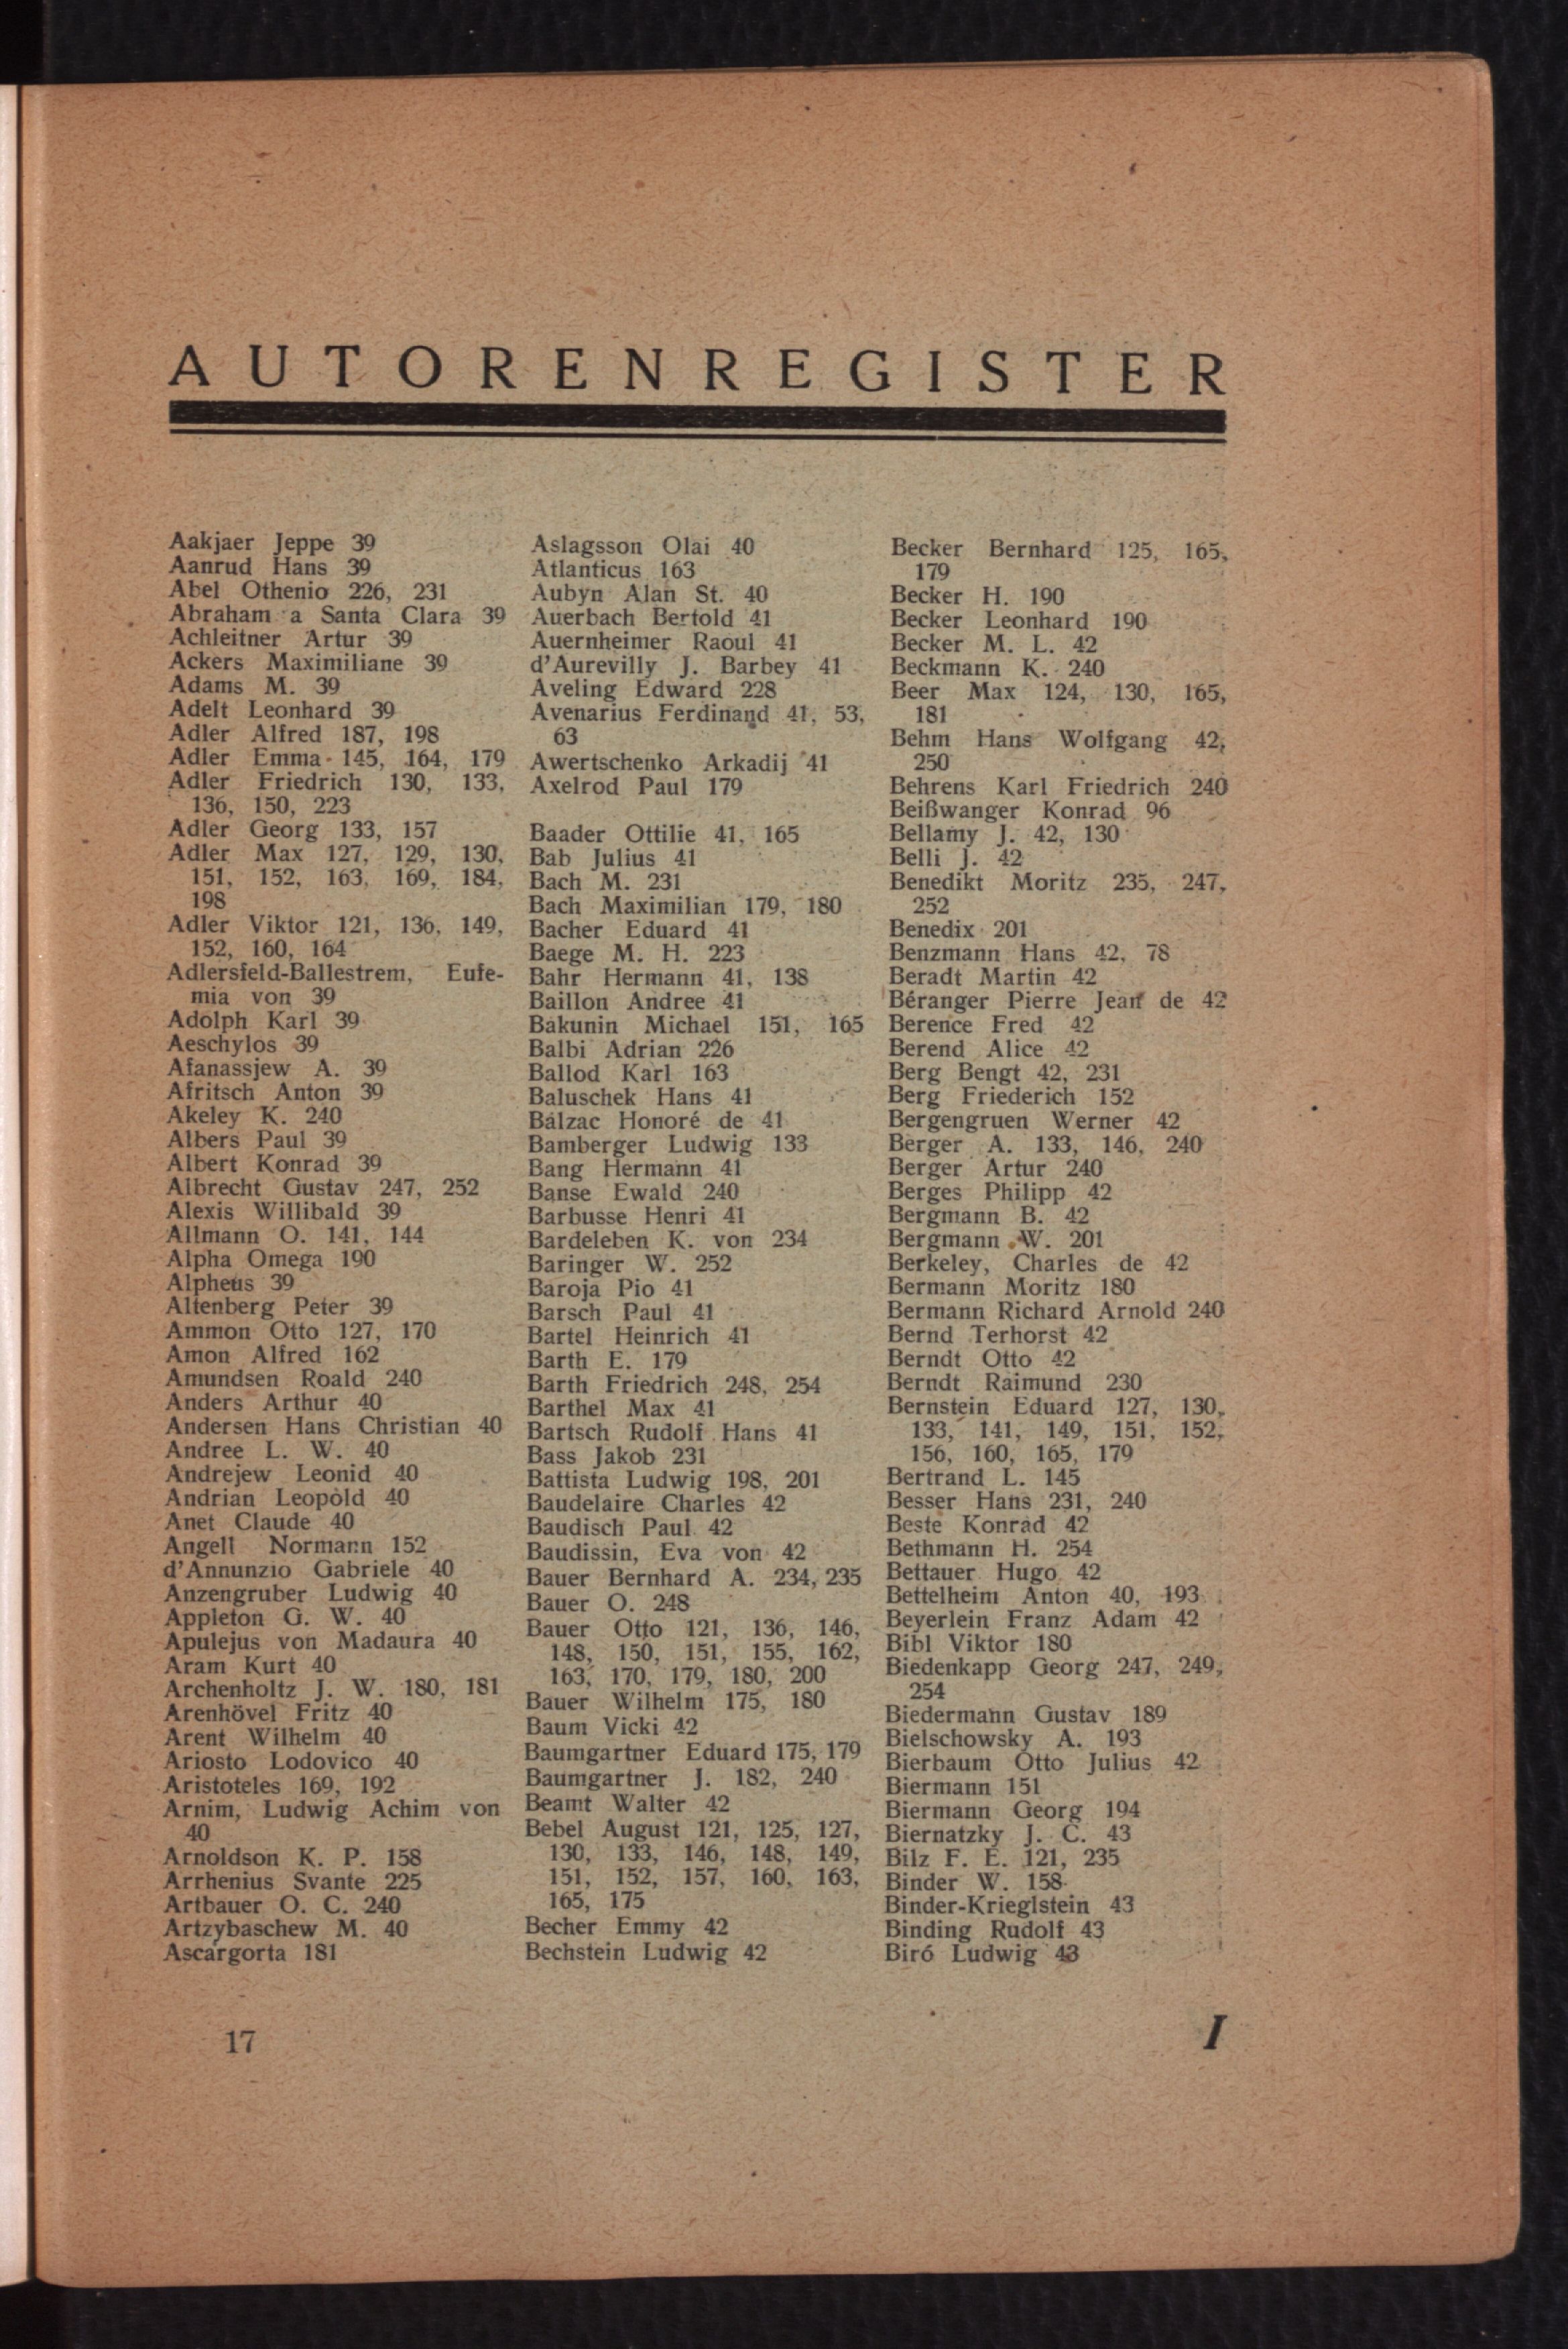 AUTORENREGISTER
Aakjaer Jeppe 39
Aanrud Hans 39
Abel Othenio 226, 231
Abraham a Santa Clara 39
Achleitner Artur 39
Ackers Maximiliane 39
Adams M. 39
Adelt Leonhard 39
Adler Alfred 187, 198
Adler Emma 145, 164, 179
Adler Friedrich 130, 133,
136, 150, 223
Adler Georg 133, 157
Adler Max 127, 129, 130,
151, 152, 163, 169, 184,
198
Adler Viktor 121, 136, 149,
152, 160, 164
Adlersfeld-Ballestrem, Eufe-
mia von 39
Adolph Karl 39
Aeschylos 39
Afanassjew A. 39
Afritsch Anton 39
Akeley K. 240
Albers Paul 39
Albert Konrad 39
Albrecht Gustav 247, 252
Alexis Willibald 39
Allmann O. 141, 144
Alpha Omega 190
Alpheus 39
Altenberg Peter 39
Ammon Otto 127, 170
Amon Alfred 162
Amundsen Roald 240
Anders Arthur 40
Andersen Hans Christian 40
Andree L. W. 40
Andrejew Leonid 40
Andrian Leopold 40
Anet Claude 40
Angell Normann 152
d'Annunzio Gabriele 40
Anzengruber Ludwig 40
Appleton G. W. 40
Apulejus von Madaura 40
Aram Kurt 40
Archenholtz J. W. 180, 181
Arenhövel Fritz 40
Arent Wilhelm 40
Ariosto Lodovico 40
Aristoteles 169, 192
Arnim, Ludwig Achim von
40
Arnoldson K. P. 158
Arrhenius Svante 225
Artbauer O. C. 240
Artzybaschew M. 40
Ascargorta 181
Aslagsson Olai 40
Atlanticus 163
Aubyn Alan St. 40
Auerbach Bertold 41
Auernheimer Raoul 41
d'Aurevilly J. Barbey 41
Aveling Edward 228
Avenarius Ferdinand 41, 53,
63
Awertschenko Arkadij 41
Axelrod Paul 179
Baader Ottilie 41, 165
Bab Julius 41
Bach M. 231
Bach Maximilian 179, 180
Bacher Eduard 41
Baege M. H. 223
Bahr Hermann 41, 138
Baillon Andree 41
Bakunin Michael 151, 165
Balbi Adrian 226
Ballod Karl 163
Baluschek Hans 41
Balzac Honoré de 41
Bamberger Ludwig 133
Bang Hermann 41
Banse Ewald 240
Barbusse Henri 41
Bardeleben K. von 234
Baringer W. 252
Baroja Pio 41
Barsch Paul 41
Bartel Heinrich 41
Barth E. 179
Barth Friedrich 248, 254
Barthel Max 41
Bartsch Rudolf Hans 41
Bass Jakob 231
Battista Ludwig 198, 201
Baudelaire Charles 42
Baudisch Paul 42
Baudissin, Eva von 42
Bauer Bernhard A. 234, 235
Bauer O. 248
Bauer Otto 121, 136, 146,
148, 150, 151, 155, 162,
163, 170, 179, 180, 200
Bauer Wilhelm 175, 180
Baum Vicki 42
Baumgartner Eduard 175, 179
Baumgartner J. 182, 240
Beamt Walter 42
Bebel August 121, 125, 127,
130, 133, 146, 148, 149,
151, 152, 157, 160, 163,
165, 175
Becher Emmy 42
Bechstein Ludwig 42
Becker Bernhard 125, 165,
179
Becker H. 190
Becker Leonhard 190
Becker M. L. 42
Beckmann K. 240
Beer Max 124, 130, 165,
181
Behm Hans Wolfgang 42,
250
Behrens Karl Friedrich 240
Beißwanger Konrad 96
Bellamy J. 42, 130
Belli J. 42
Benedikt Moritz 235, 247,
252
Benedix 201
Benzmann Hans 42, 78
Beradt Martin 42
Béranger Pierre Jean de 42
Berence Fred 42
Berend Alice 42
Berg Bengt 42, 231
Berg Friederich 152
Bergengruen Werner 42
Berger A. 133, 146, 240
Berger Artur 240
Berges Philipp 42
Bergmann B. 42
Bergmann W. 201
Berkeley, Charles de 42
Bermann Moritz 180
Bermann Richard Arnold 240
Bernd Terhorst 42
Berndt Otto 42
Berndt Raimund 230
Bernstein Eduard 127, 130,
133, 141, 149, 151, 152,
156, 160, 165, 179
Bertrand L. 145
Besser Hans 231, 240
Beste Konrad 42
Bethmann H. 254
Bettauer Hugo 42
Bettelheim Anton 40, 193
Beyerlein Franz Adam 42
Bibl Viktor 180
Biedenkapp Georg 247, 249,
254
Biedermann Gustav 189
Bielschowsky A. 193
Bierbaum Otto Julius 42
Biermann 151
Biermann Georg 194
Biernatzky J. C. 43
Bilz F. E. 121, 235
Binder W. 158
Binder-Krieglstein 43
Binding Rudolf 43
Biró Ludwig 43
17
I